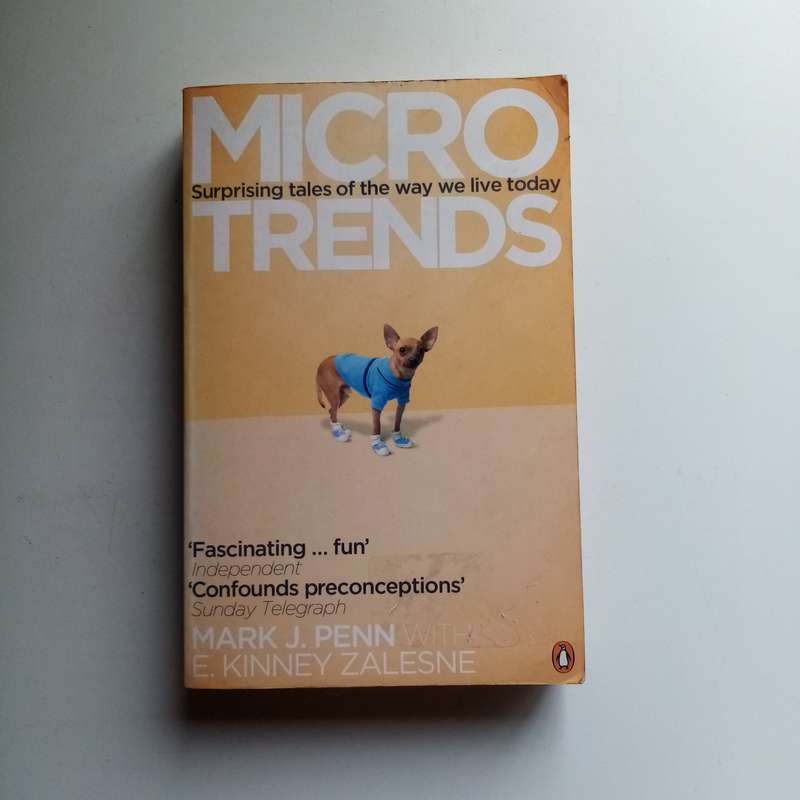 MICRO
Surprising tales of the way we live today
TRENDS
‘Fascinating ... fun’
Independent
‘Confounds preconceptions’
Sunday Telegraph
MARK J. PENN WITH
E. KINNEY ZALESNE